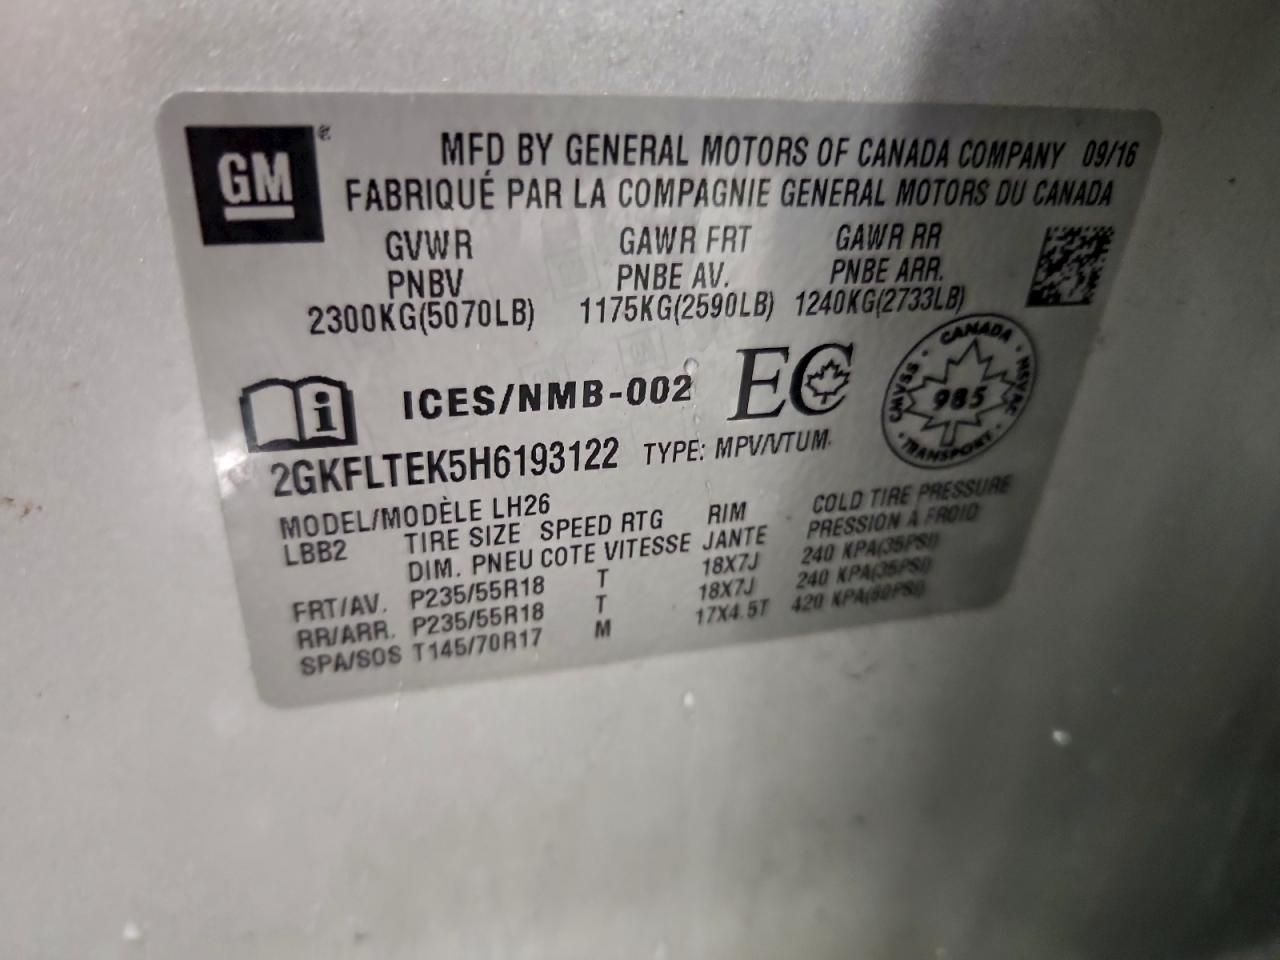 GM
MFD BY GENERAL MOTORS OF CANADA COMPANY 09/16
FABRIQUÉ PAR LA COMPAGNIE GENERAL MOTORS DU CANADA
GVWR GAWR FRT GAWR RR
PNBV PNBE AV. PNBE ARR.
2300KG(5070LB) 1175KG(2590LB) 1240KG(2733LB)
i ICES/NMB-002 EC
CANADA
CMVSS 985 NSVAC
TRANSPORT
2GKFLTEK5H6193122 TYPE: MPV/VTUM
MODEL/MODÈLE LH26
LBB2 TIRE SIZE SPEED RTG RIM COLD TIRE PRESSURE
DIM. PNEU COTE VITESSE JANTE PRESSION À FROID
FRT/AV. P235/55R18 T 18X7J 240 KPA(35PSI)
RR/ARR. P235/55R18 T 18X7J 240 KPA(35PSI)
SPA/SOS T145/70R17 M 17X4.5T 420 KPA(60PSI)